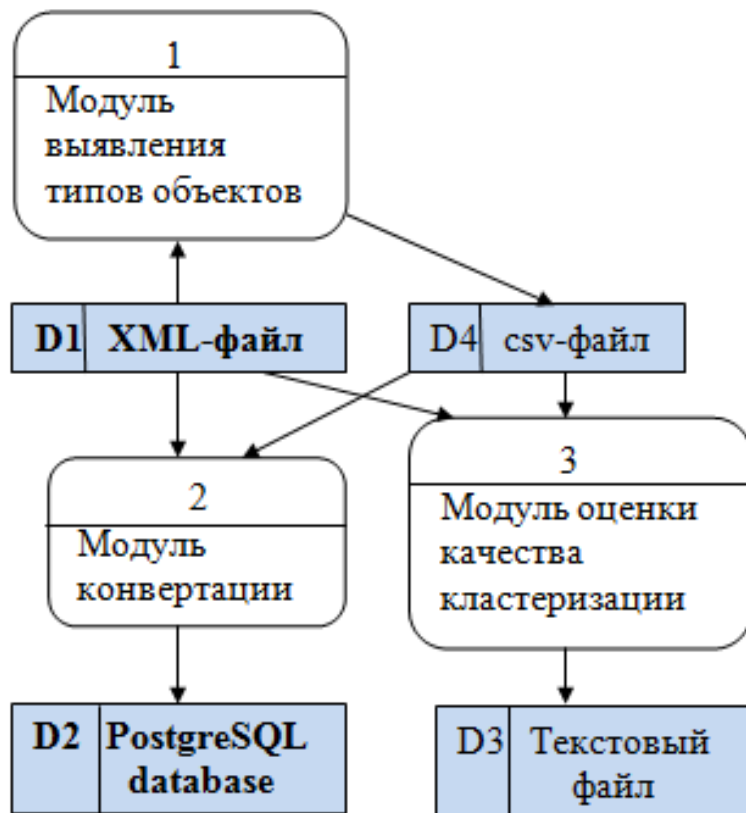 1
Модуль
выявления
типов объектов
D1 XML-файл
D4 csv-файл
2
Модуль
конвертации
3
Модуль оценки
качества
кластеризации
D2 PostgreSQL
database
D3 Текстовый
файл